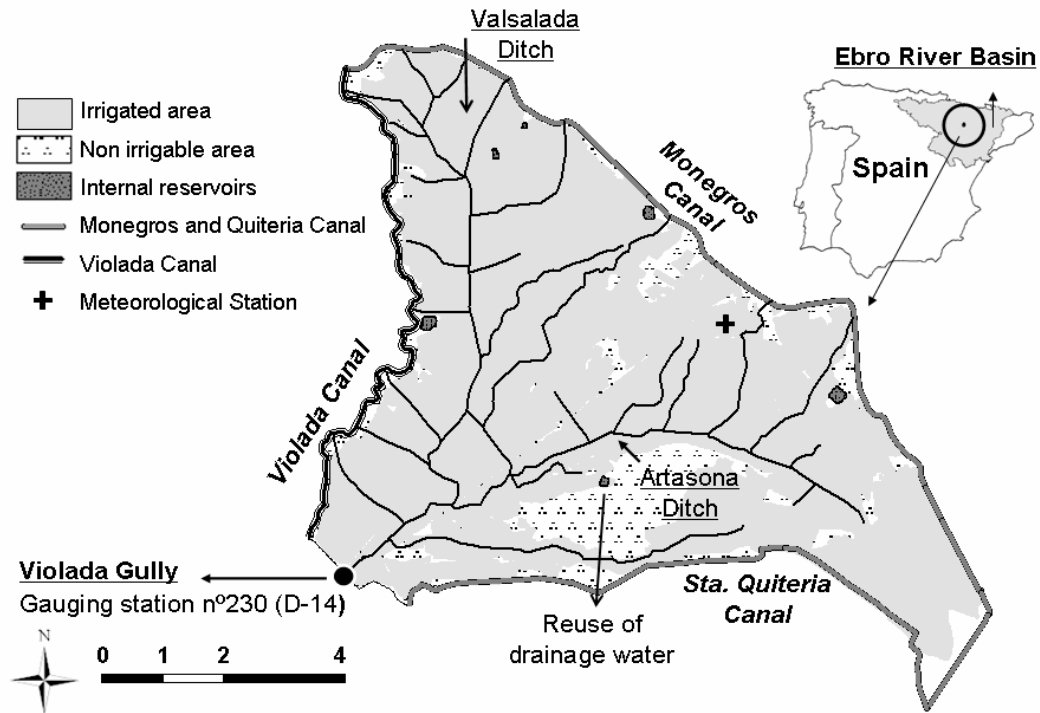 Valsalada
Ditch
Ebro River Basin
Irrigated area
Non irrigable area
Internal reservoirs
Monegros and Quiteria Canal
Violada Canal
Meteorological Station
Spain
Monegros
Canal
Violada Canal
Artasona
Ditch
Violada Gully
Gauging station nº230 (D-14)
Sta. Quiteria
Canal
Reuse of
drainage water
N
0 1 2 4